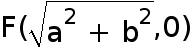 F(√(a² + b²),0)